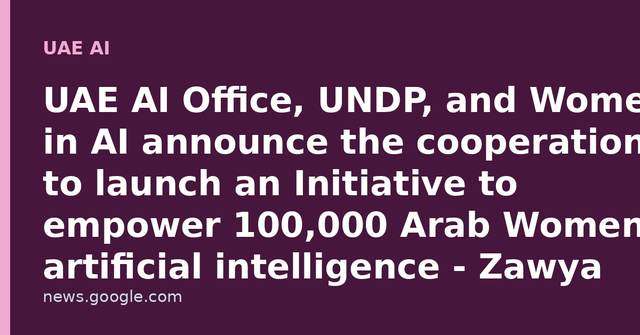 UAE AI
UAE AI Office, UNDP, and Wome
in AI announce the cooperation
to launch an Initiative to
empower 100,000 Arab Women
artificial intelligence - Zawya
news.google.com